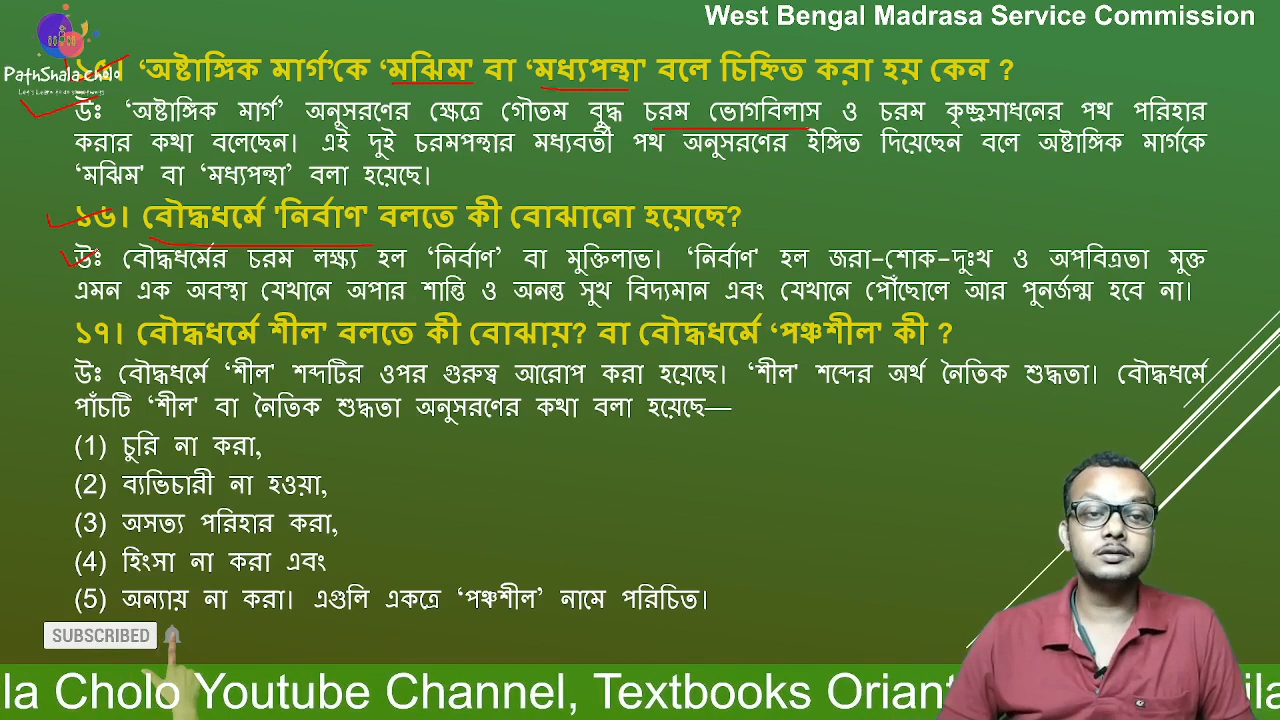 West Bengal Madrasa Service Commission
PathShala Cholo
১৫। ‘অষ্টাঙ্গিক মার্গ’কে ‘মঝিম' বা ‘মধ্যপন্থা' বলে চিহ্নিত করা হয় কেন ?
উঃ ‘অষ্টাঙ্গিক মার্গ’ অনুসরণের ক্ষেত্রে গৌতম বুদ্ধ চরম ভোগবিলাস ও চরম কৃচ্ছ্রসাধনের পথ পরিহার
করার কথা বলেছেন। এই দুই চরমপন্থার মধ্যবর্তী পথ অনুসরণের ইঙ্গিত দিয়েছেন বলে অষ্টাঙ্গিক মার্গকে
‘মঝিম' বা ‘মধ্যপন্থা’ বলা হয়েছে।
১৬। বৌদ্ধধর্মে 'নির্বাণ' বলতে কী বোঝানো হয়েছে?
উঃ বৌদ্ধধর্মের চরম লক্ষ্য হল ‘নির্বাণ’ বা মুক্তিলাভ। ‘নির্বাণ' হল জরা-শোক-দুঃখ ও অপবিত্রতা মুক্ত
এমন এক অবস্থা যেখানে অপার শান্তি ও অনন্ত সুখ বিদ্যমান এবং যেখানে পৌঁছোলে আর পুনর্জন্ম হবে না।
১৭। বৌদ্ধধর্মে শীল' বলতে কী বোঝায়? বা বৌদ্ধধর্মে ‘পঞ্চশীল' কী ?
উঃ বৌদ্ধধর্মে ‘শীল' শব্দটির ওপর গুরুত্ব আরোপ করা হয়েছে। ‘শীল' শব্দের অর্থ নৈতিক শুদ্ধতা। বৌদ্ধধর্মে
পাঁচটি ‘শীল' বা নৈতিক শুদ্ধতা অনুসরণের কথা বলা হয়েছে—
(1) চুরি না করা,
(2) ব্যভিচারী না হওয়া,
(3) অসত্য পরিহার করা,
(4) হিংসা না করা এবং
(5) অন্যায় না করা। এগুলি একত্রে ‘পঞ্চশীল’ নামে পরিচিত।
SUBSCRIBED
la Cholo Youtube Channel, Textbooks Oriant